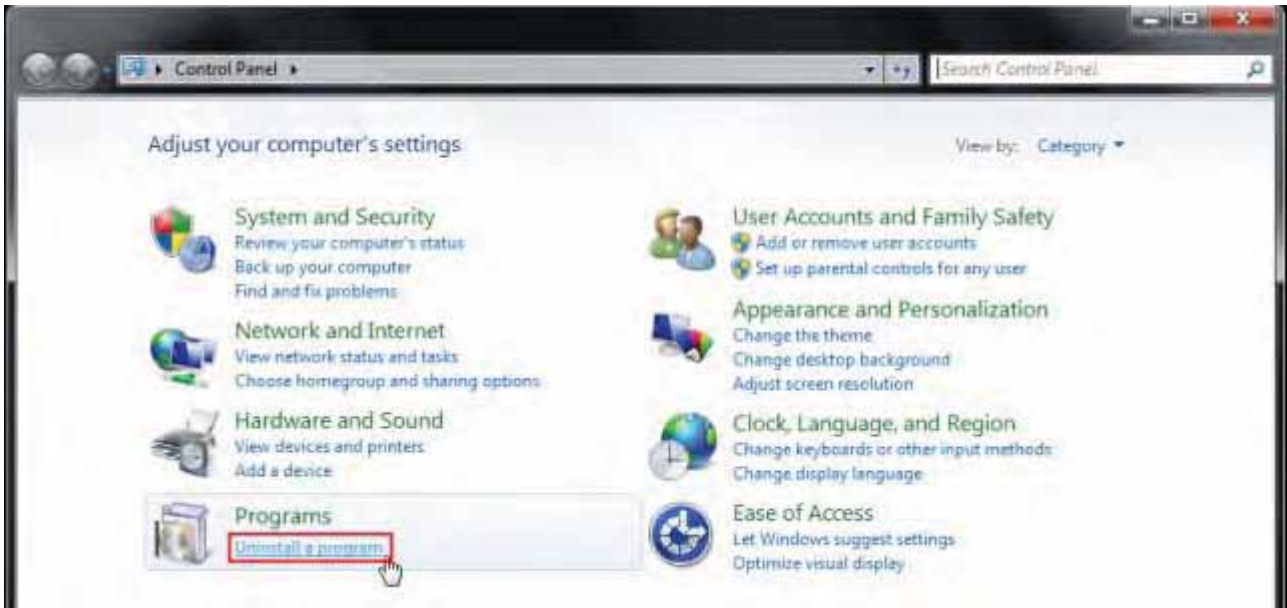 Control Panel
Search Control Panel
Adjust your computer's settings
View by: Category
System and Security
Review your computer's status
Back up your computer
Find and fix problems
Network and Internet
View network status and tasks
Choose homegroup and sharing options
Hardware and Sound
View devices and printers
Add a device
Programs
Uninstall a program
User Accounts and Family Safety
Add or remove user accounts
Set up parental controls for any user
Appearance and Personalization
Change the theme
Change desktop background
Adjust screen resolution
Clock, Language, and Region
Change keyboards or other input methods
Change display language
Ease of Access
Let Windows suggest settings
Optimize visual display